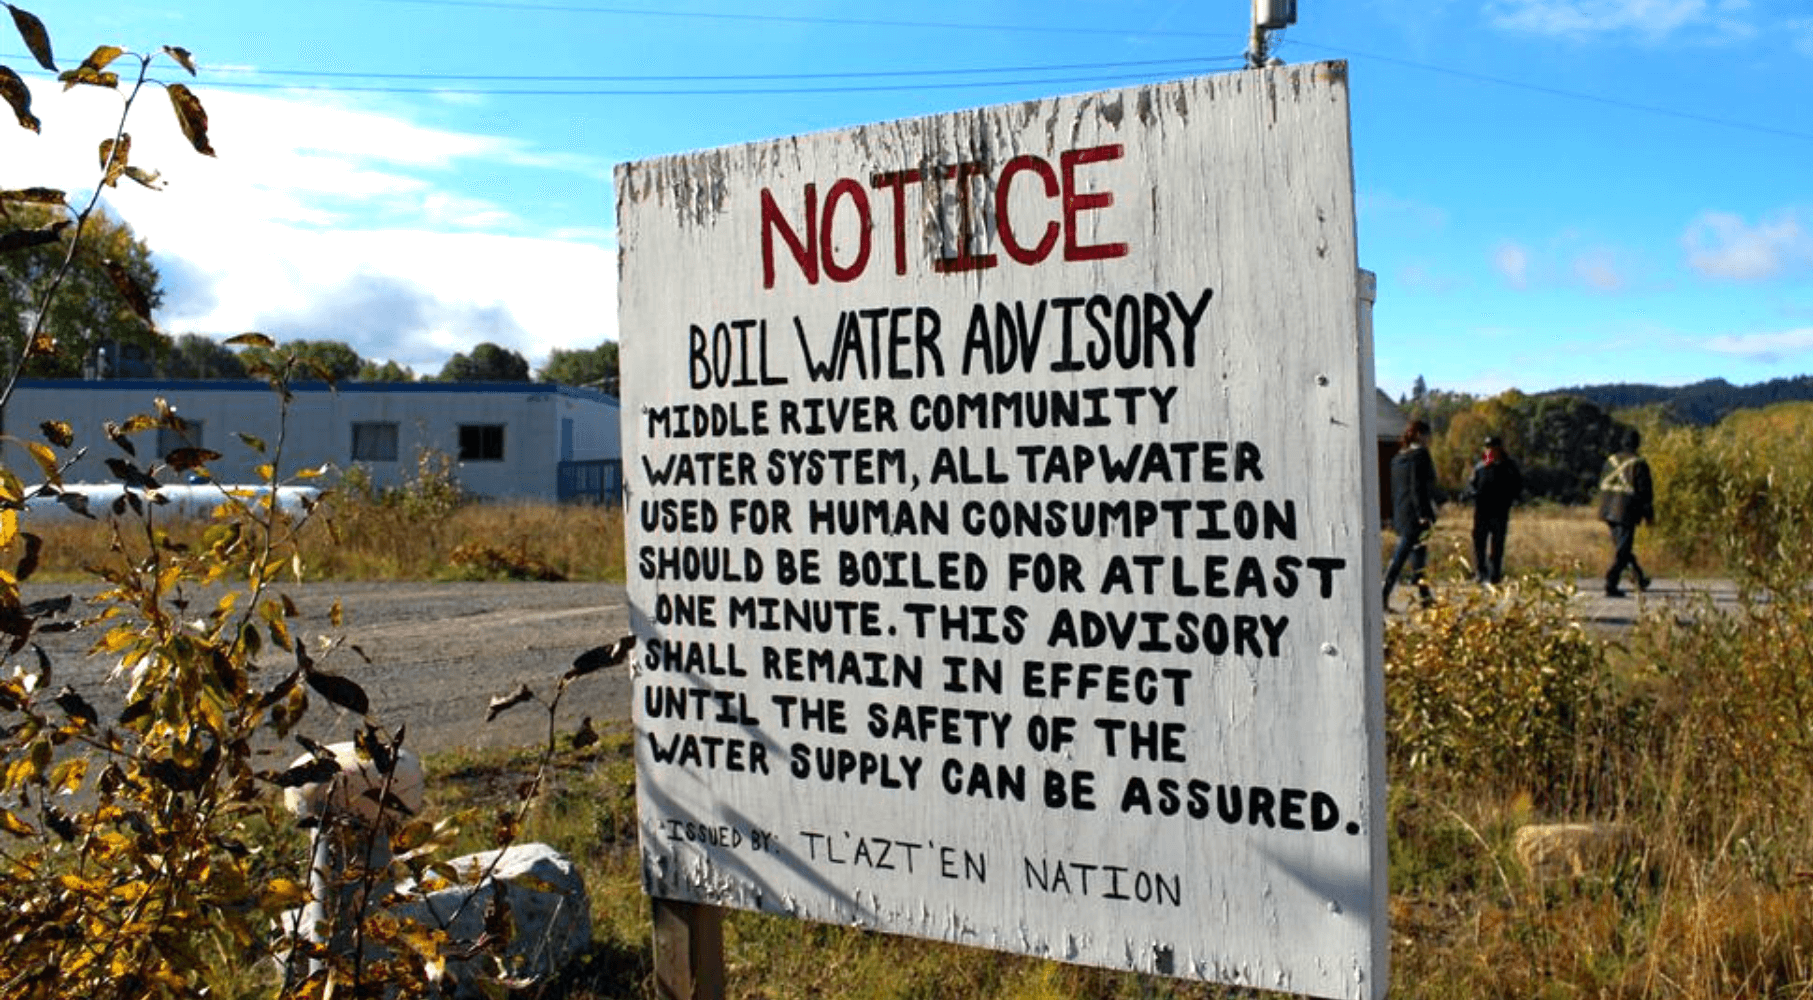 NOTICE
BOIL WATER ADVISORY
MIDDLE RIVER COMMUNITY
WATER SYSTEM, ALL TAPWATER
USED FOR HUMAN CONSUMPTION
SHOULD BE BOILED FOR ATLEAST
ONE MINUTE. THIS ADVISORY
SHALL REMAIN IN EFFECT
UNTIL THE SAFETY OF THE
WATER SUPPLY CAN BE ASSURED.
ISSUED BY: TL'AZT'EN NATION